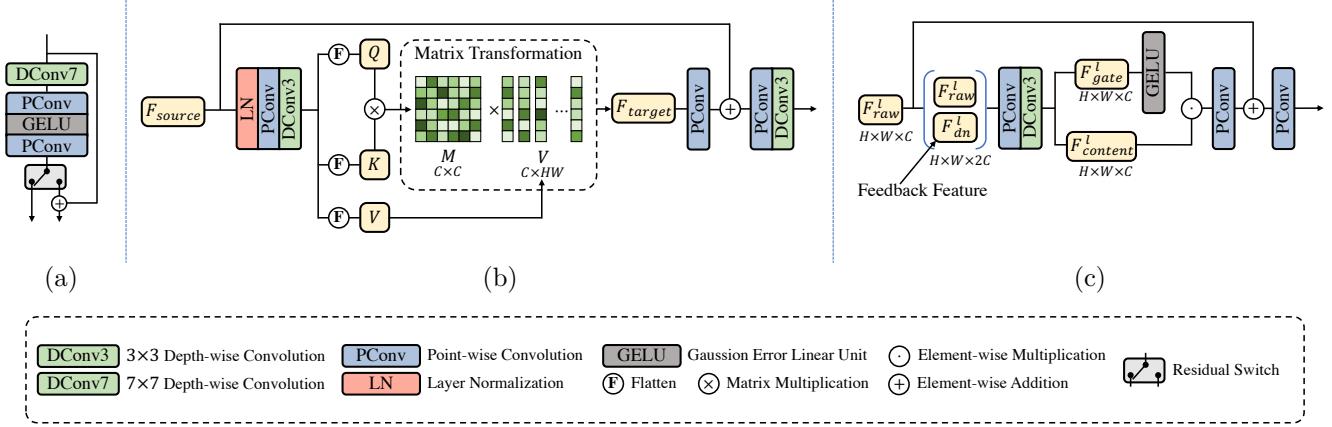 DConv7
PConv
GELU
PConv
+
(a)
F_source
LN
PConv
DConv3
F
Q
×
F
K
F
V
Matrix Transformation
×
...
M
C×C
V
C×HW
F_target
PConv
+
PConv
DConv3
(b)
F^l_raw
H×W×C
F^l_raw
F^l_dn
H×W×2C
Feedback Feature
PConv
DConv3
F^l_gate
H×W×C
GELU
F^l_content
H×W×C
·
PConv
+
PConv
(c)
DConv3 3×3 Depth-wise Convolution
PConv Point-wise Convolution
GELU Gaussion Error Linear Unit
· Element-wise Multiplication
DConv7 7×7 Depth-wise Convolution
LN Layer Normalization
F Flatten
× Matrix Multiplication
+ Element-wise Addition
Residual Switch